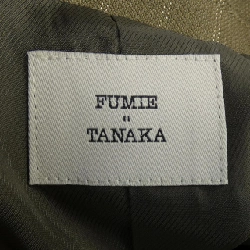 FUMIE
=
TANAKA